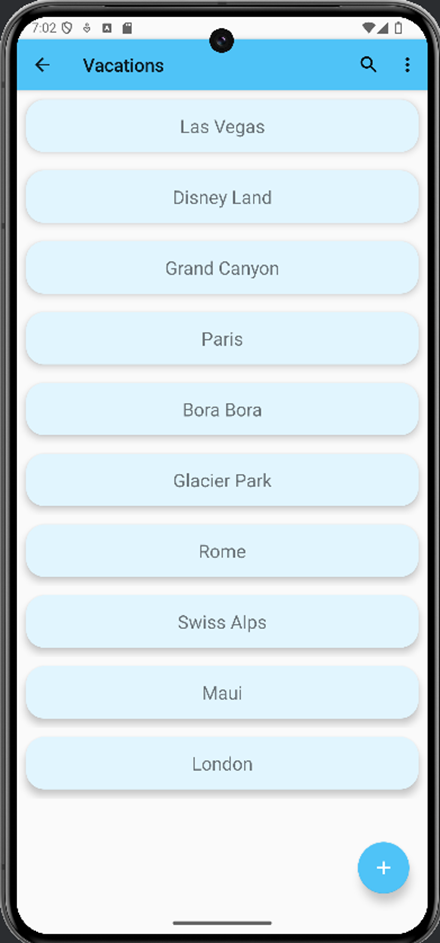 7:02
Vacations
Las Vegas
Disney Land
Grand Canyon
Paris
Bora Bora
Glacier Park
Rome
Swiss Alps
Maui
London